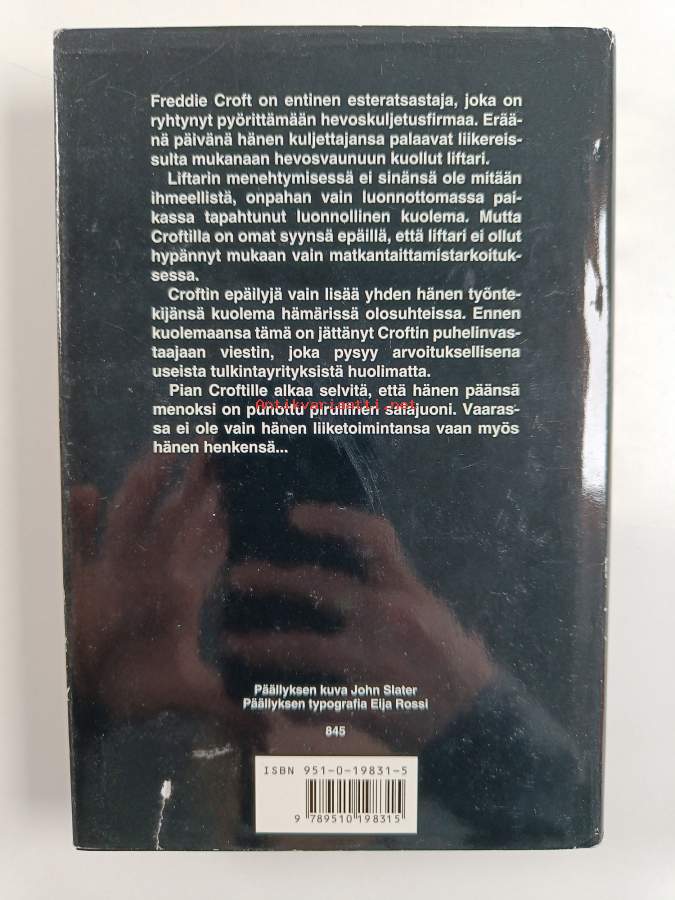 Freddie Croft on entinen esteratsastaja, joka on
ryhtynyt pyörittämään hevoskuljetusfirmaa. Erää-
nä päivänä hänen kuljettajansa palaavat liikereis-
sulta mukanaan hevosvaunuun kuollut liftari.
Liftarin menehtymisessä ei sinänsä ole mitään
ihmeellistä, onpahan vain luonnottomassa pai-
kassa tapahtunut luonnollinen kuolema. Mutta
Croftilla on omat syynsä epäillä, että liftari ei ollut
hypännyt mukaan vain matkantaittamistarkoituk-
sessa.
Croftin epäilyjä vain lisää yhden hänen työnte-
kijänsä kuolema hämärissä olosuhteissa. Ennen
kuolemaansa tämä on jättänyt Croftin puhelinvas-
taajaan viestin, joka pysyy arvoituksellisena
useista tulkintayrityksistä huolimatta.
Pian Croftille alkaa selvitä, että hänen päänsä
menoksi on punottu pirullinen salajuoni. Vaaras-
Antikvariaatti.net
sa ei ole vain hänen liiketoimintansa vaan myös
hänen henkensä...
Päällyksen kuva John Slater
Päällyksen typografia Eija Rossi
845
ISBN 951-0-19831-5
9 789510 198315